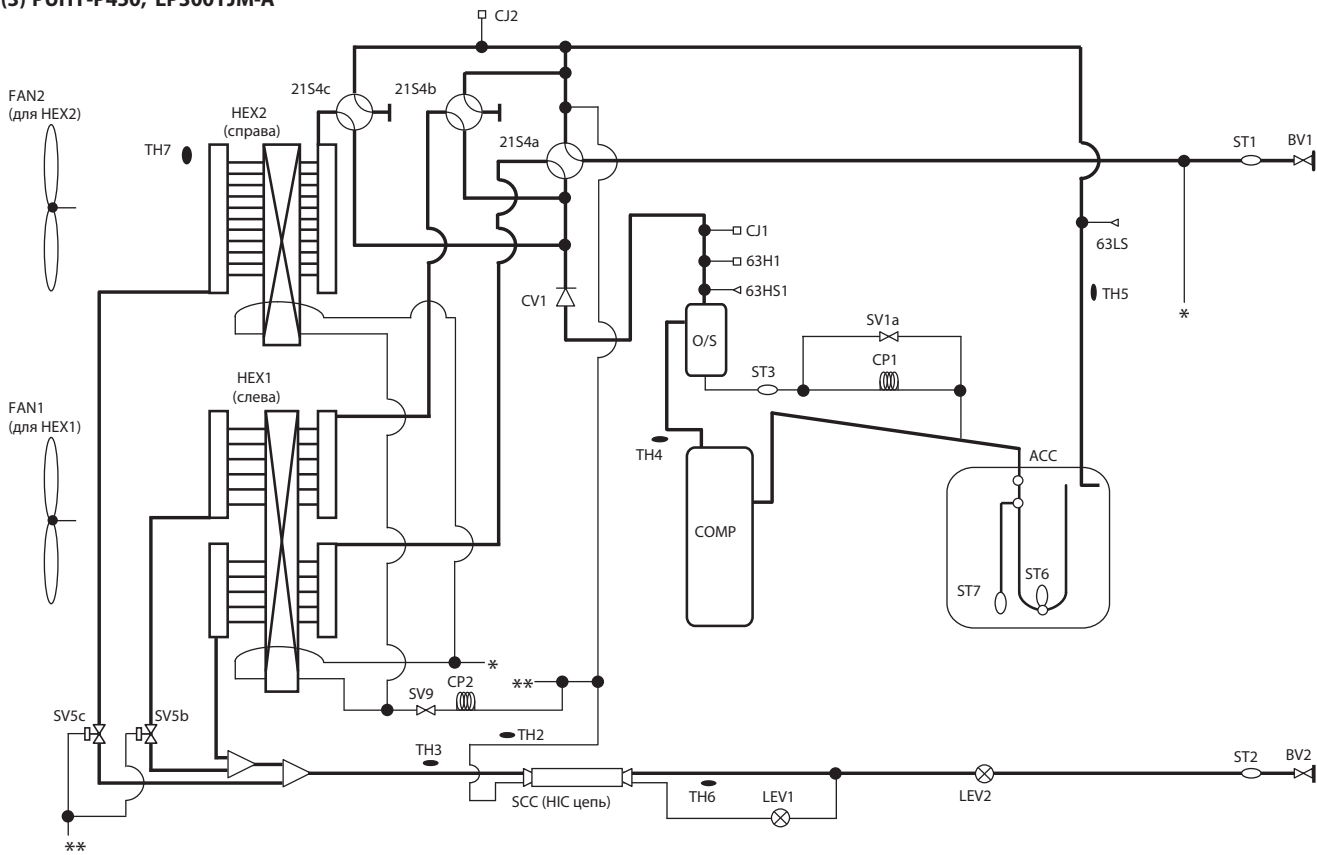 (3) PUHY-P450, EP300YJM-A
CJ2
FAN2
(для HEX2)
TH7
HEX2
(справа)
21S4c
21S4b
21S4a
ST1
BV1
CJ1
63H1
63HS1
63LS
TH5
*
CV1
O/S
SV1a
CP1
ST3
HEX1
(слева)
FAN1
(для HEX1)
TH4
COMP
ACC
ST7
ST6
*
**
SV9
CP2
SV5c
SV5b
TH3
TH2
SCC (HIC цепь)
TH6
LEV1
LEV2
ST2
BV2
**